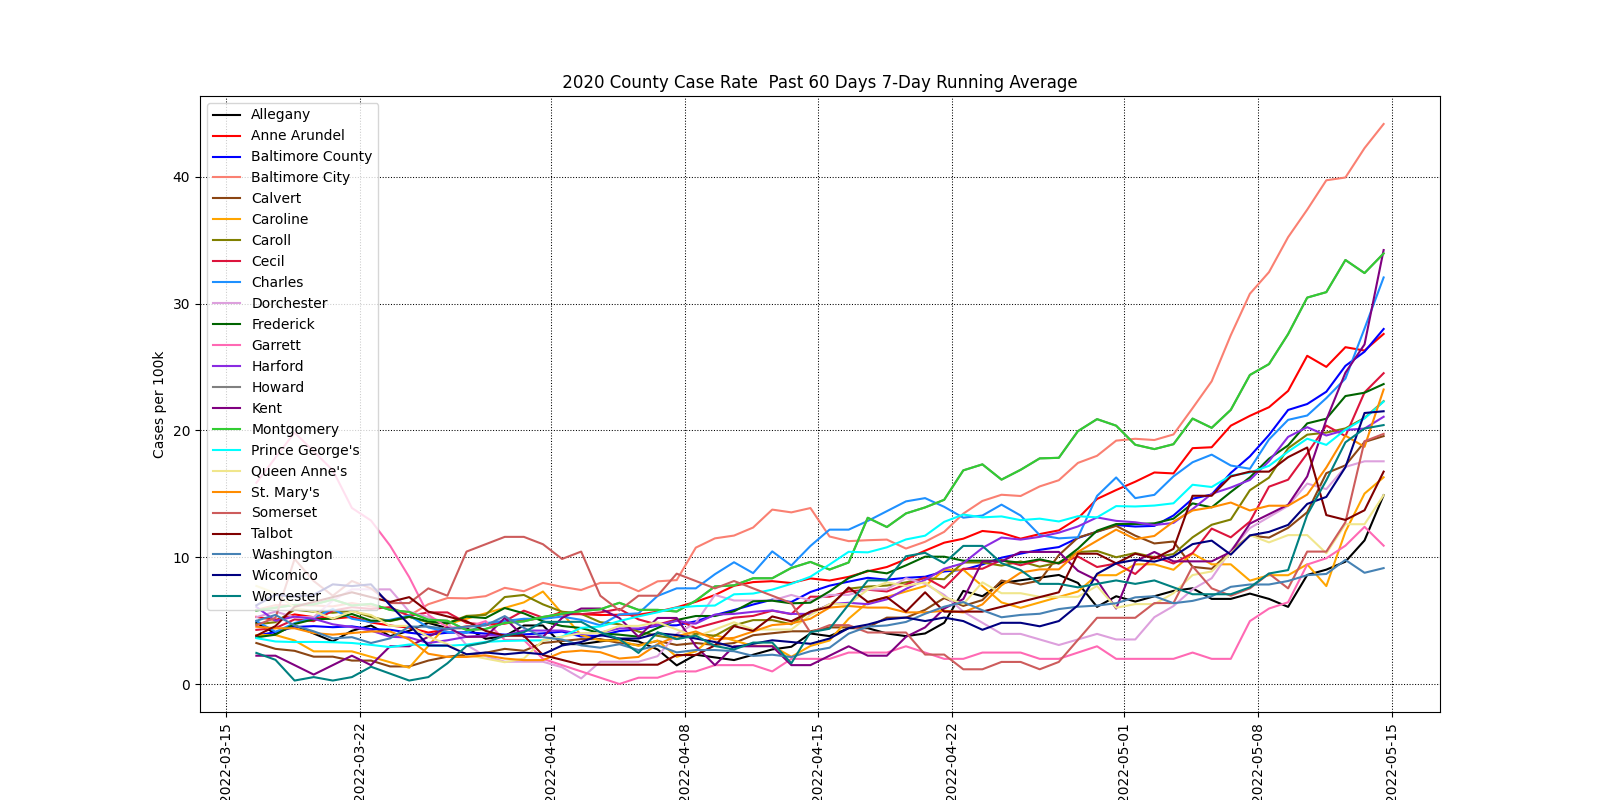 2020 County Case Rate  Past 60 Days 7-Day Running Average
Cases per 100k
40
30
20
10
0
Allegany
Anne Arundel
Baltimore County
Baltimore City
Calvert
Caroline
Caroll
Cecil
Charles
Dorchester
Frederick
Garrett
Harford
Howard
Kent
Montgomery
Prince George's
Queen Anne's
St. Mary's
Somerset
Talbot
Washington
Wicomico
Worcester
2022-03-15
2022-03-22
2022-04-01
2022-04-08
2022-04-15
2022-04-22
2022-05-01
2022-05-08
2022-05-15